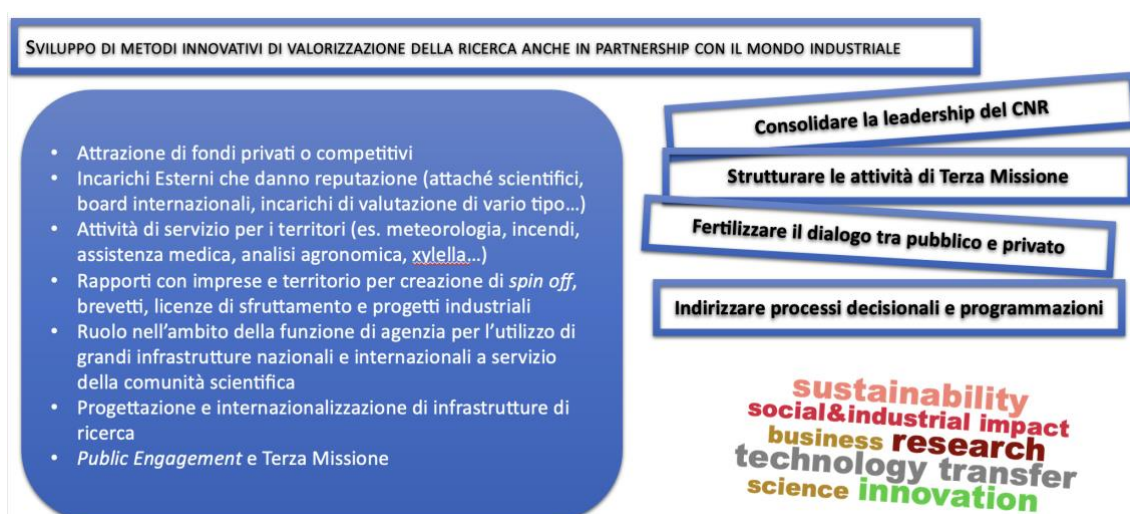 SVILUPPO DI METODI INNOVATIVI DI VALORIZZAZIONE DELLA RICERCA ANCHE IN PARTNERSHIP CON IL MONDO INDUSTRIALE
• Attrazione di fondi privati o competitivi
• Incarichi Esterni che danno reputazione (attaché scientifici,
board internazionali, incarichi di valutazione di vario tipo…)
• Attività di servizio per i territori (es. meteorologia, incendi,
assistenza medica, analisi agronomica, xylella…)
• Rapporti con imprese e territorio per creazione di spin off,
brevetti, licenze di sfruttamento e progetti industriali
• Ruolo nell'ambito della funzione di agenzia per l'utilizzo di
grandi infrastrutture nazionali e internazionali a servizio
della comunità scientifica
• Progettazione e internazionalizzazione di infrastrutture di
ricerca
• Public Engagement e Terza Missione
Consolidare la leadership del CNR
Strutturare le attività di Terza Missione
Fertilizzare il dialogo tra pubblico e privato
Indirizzare processi decisionali e programmazioni
sustainability
social&industrial impact
business research
technology transfer
science innovation